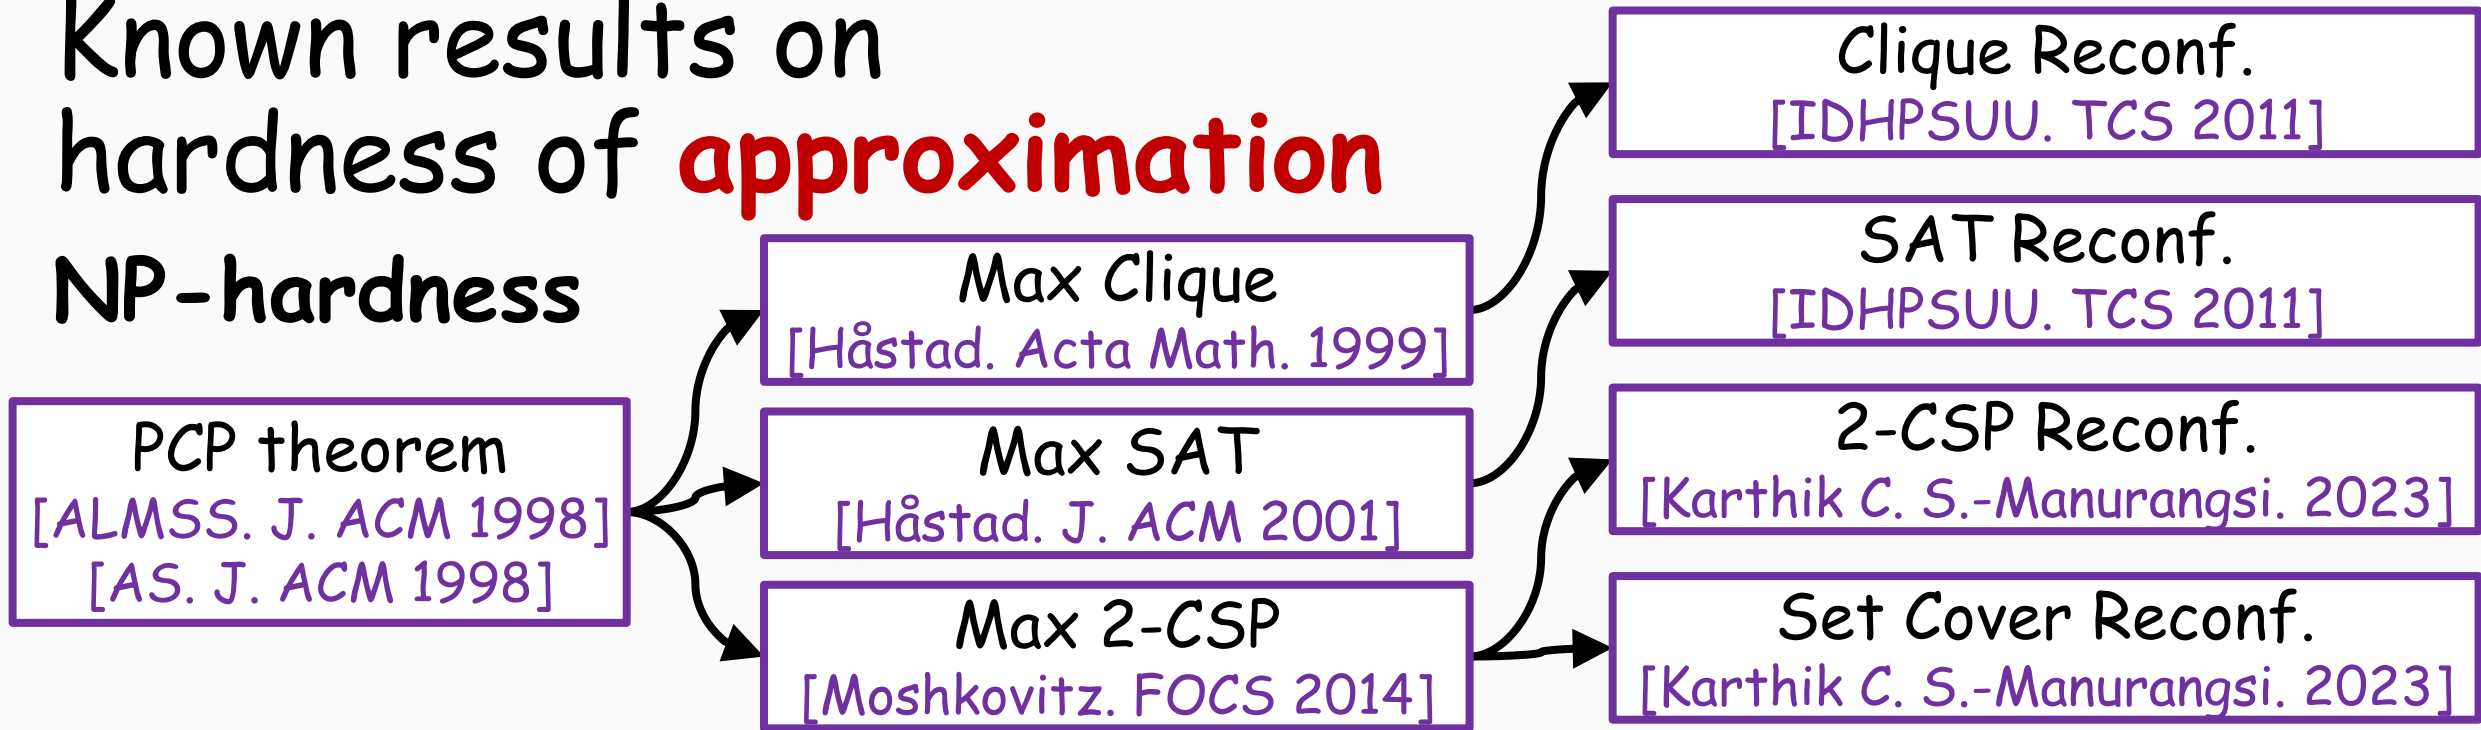 Known results on
hardness of approximation
NP-hardness
PCP theorem
[ALMSS. J. ACM 1998]
[AS. J. ACM 1998]
Max Clique
[Håstad. Acta Math. 1999]
Max SAT
[Håstad. J. ACM 2001]
Max 2-CSP
[Moshkovitz. FOCS 2014]
Clique Reconf.
[IDHPSUU. TCS 2011]
SAT Reconf.
[IDHPSUU. TCS 2011]
2-CSP Reconf.
[Karthik C. S.-Manurangsi. 2023]
Set Cover Reconf.
[Karthik C. S.-Manurangsi. 2023]